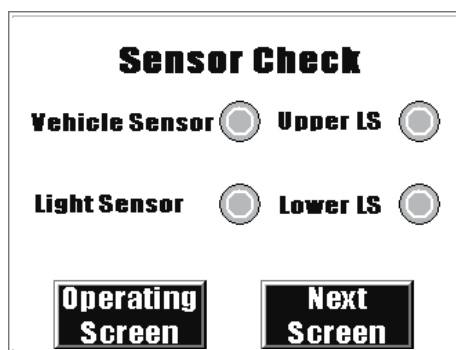 Sensor Check
Vehicle Sensor Upper LS
Light Sensor Lower LS
Operating Screen
Next Screen